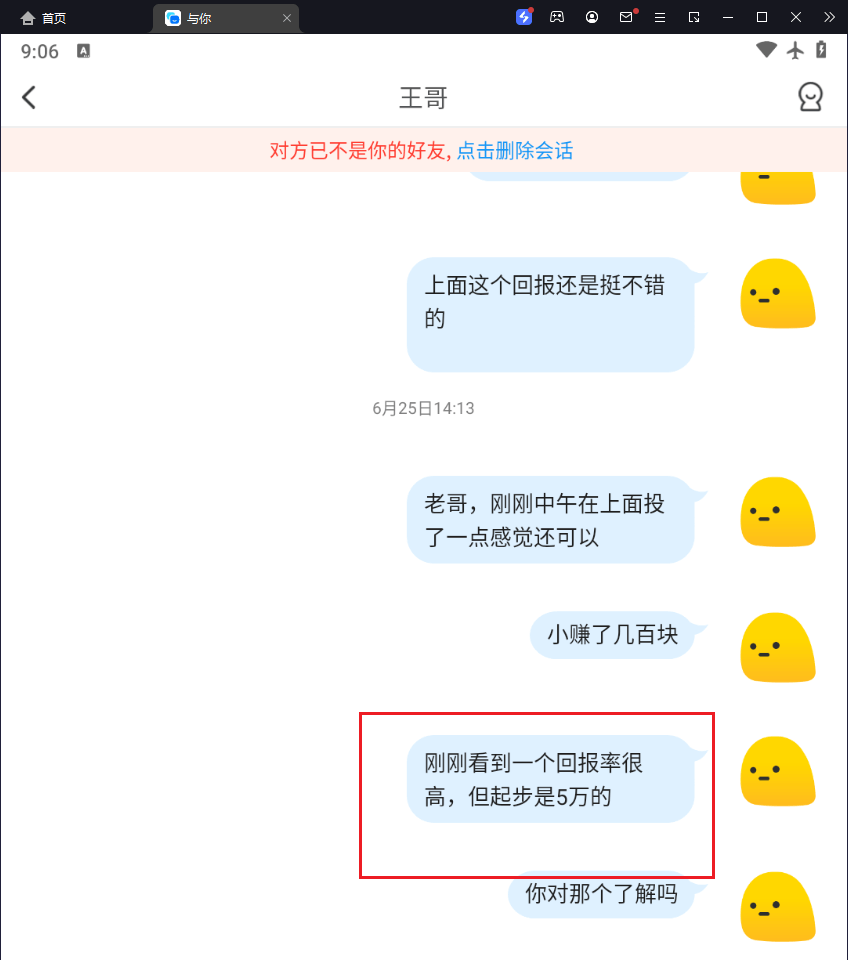 首页
与你
9:06
A
王哥
对方已不是你的好友, 点击删除会话
上面这个回报还是挺不错
的
6月25日14:13
老哥，刚刚中午在上面投
了一点感觉还可以
小赚了几百块
刚刚看到一个回报率很
高，但起步是5万的
你对那个了解吗